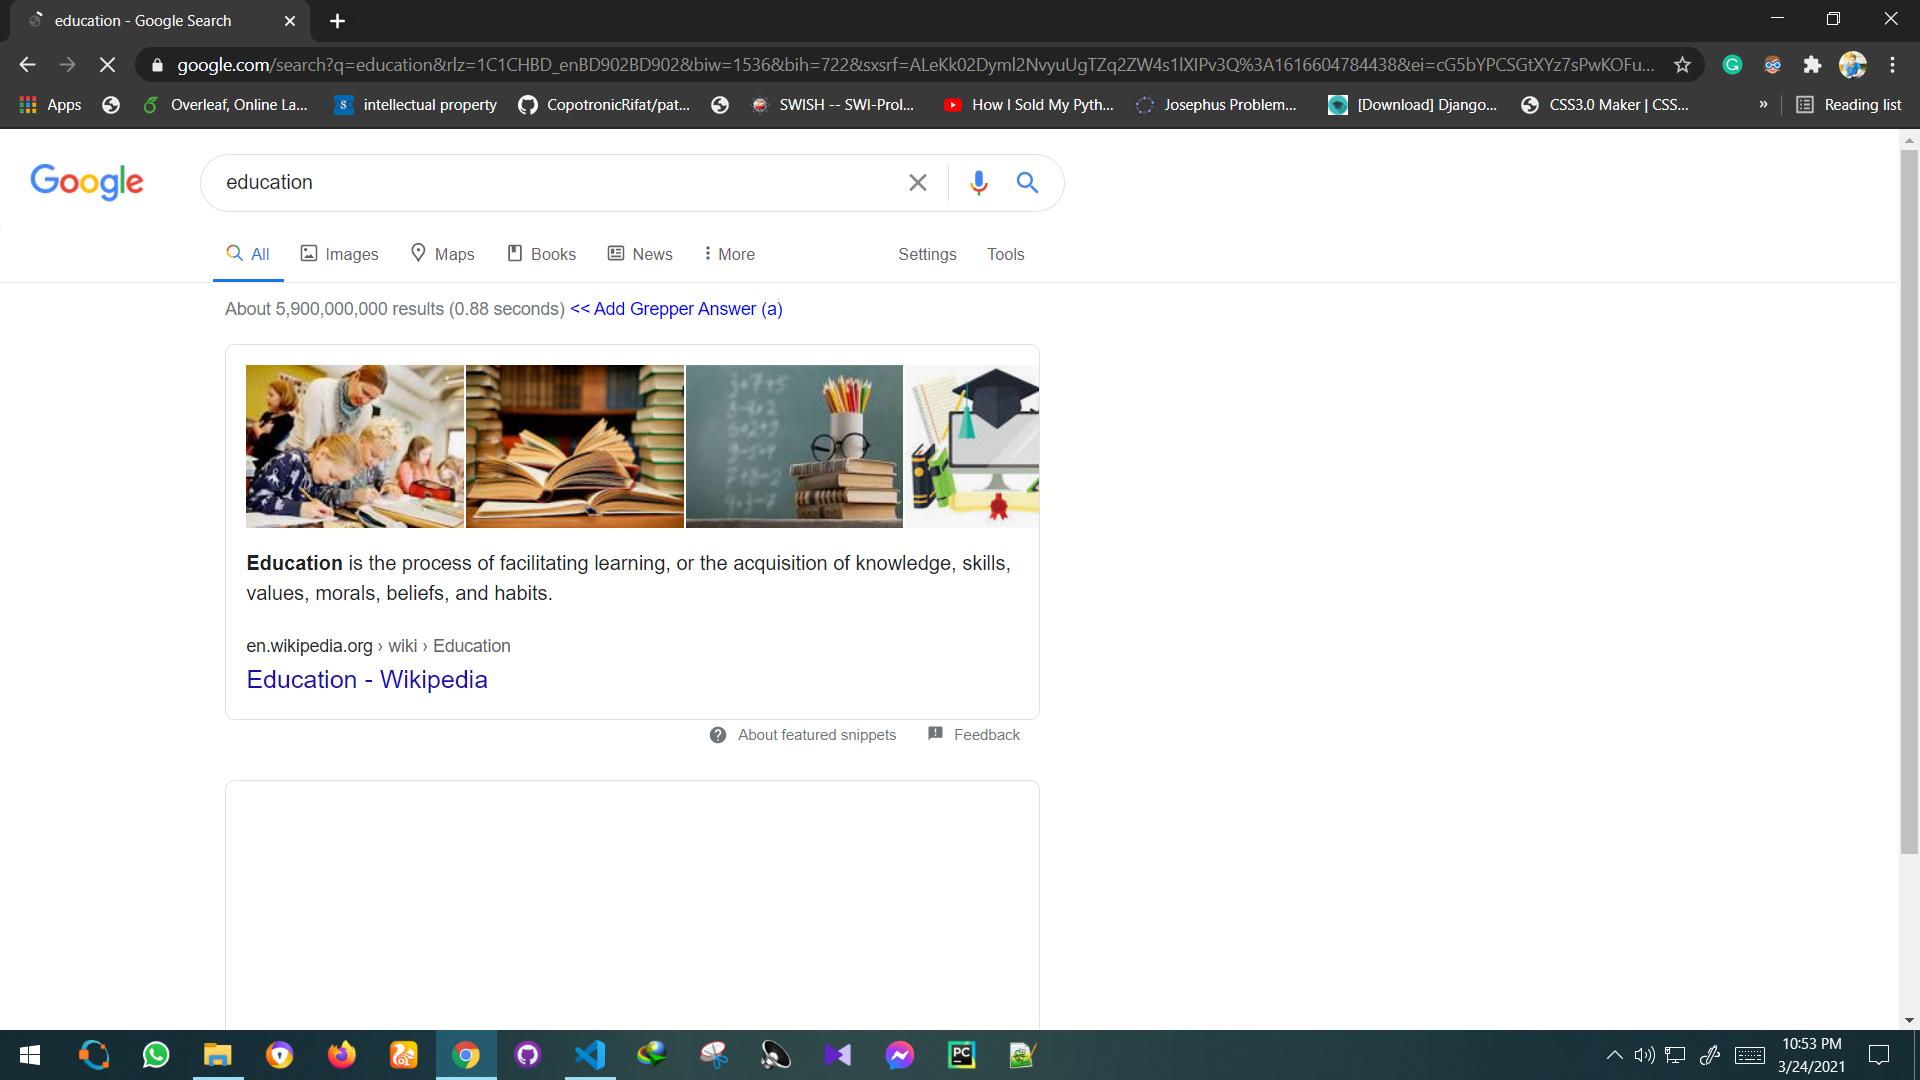 education - Google Search
google.com/search?q=education&rlz=1C1CHBD_enBD902BD902&biw=1536&bih=722&sxsrf=ALeKk02Dyml2NvyuUgTZq2ZW4s1lXIPv3Q%3A1616604784438&ei=cG5bYPCSGtXYz7sPwKOFu...
Apps Overleaf, Online La... intellectual property CopotronicRifat/pat... SWISH -- SWI-Prol... How I Sold My Pyth... Josephus Problem... [Download] Django... CSS3.0 Maker | CSS... » Reading list
Google education
All Images Maps Books News More Settings Tools
About 5,900,000,000 results (0.88 seconds) << Add Grepper Answer (a)
Education is the process of facilitating learning, or the acquisition of knowledge, skills,
values, morals, beliefs, and habits.
en.wikipedia.org › wiki › Education
Education - Wikipedia
About featured snippets Feedback
PC
10:53 PM
3/24/2021